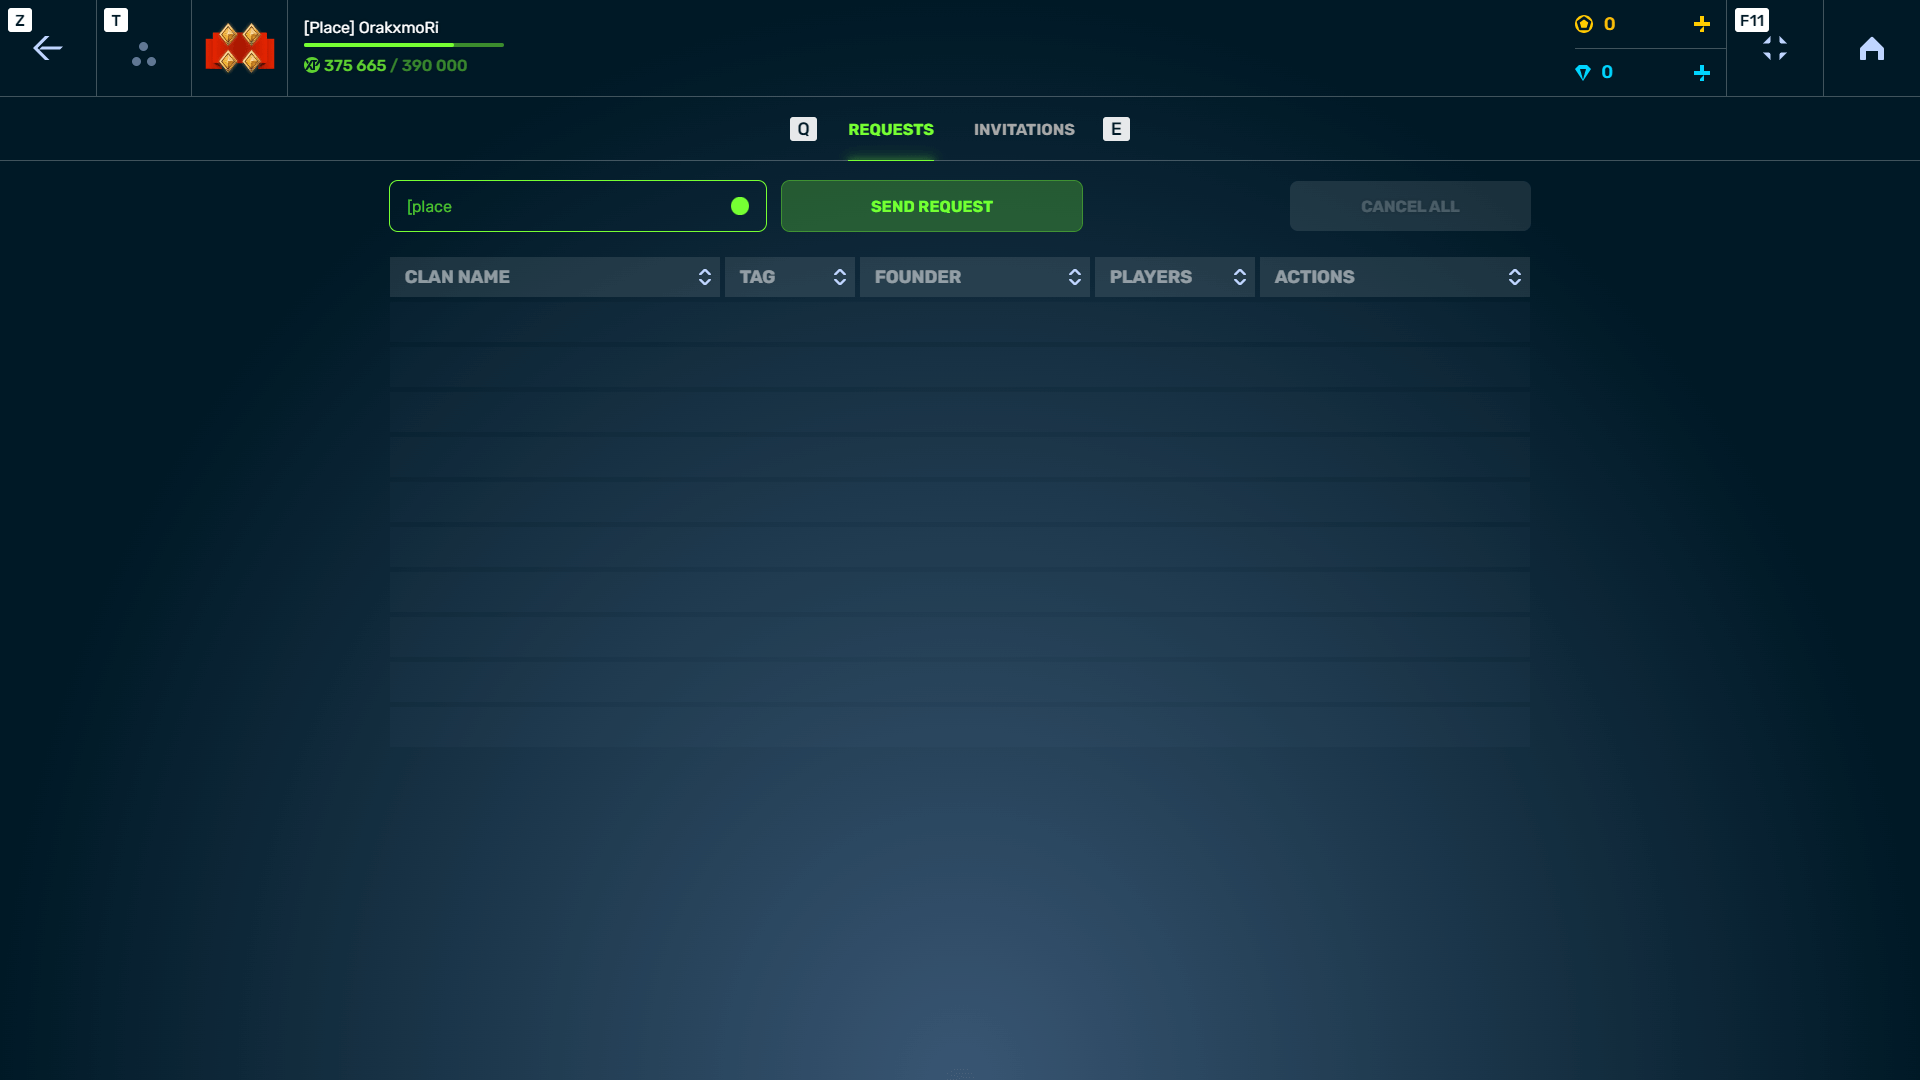 Z
T
[Place] OrakxmoRi
XP 375 665 / 390 000
0
0
F11
Q REQUESTS INVITATIONS E
[place
SEND REQUEST
CANCEL ALL
CLAN NAME TAG FOUNDER PLAYERS ACTIONS